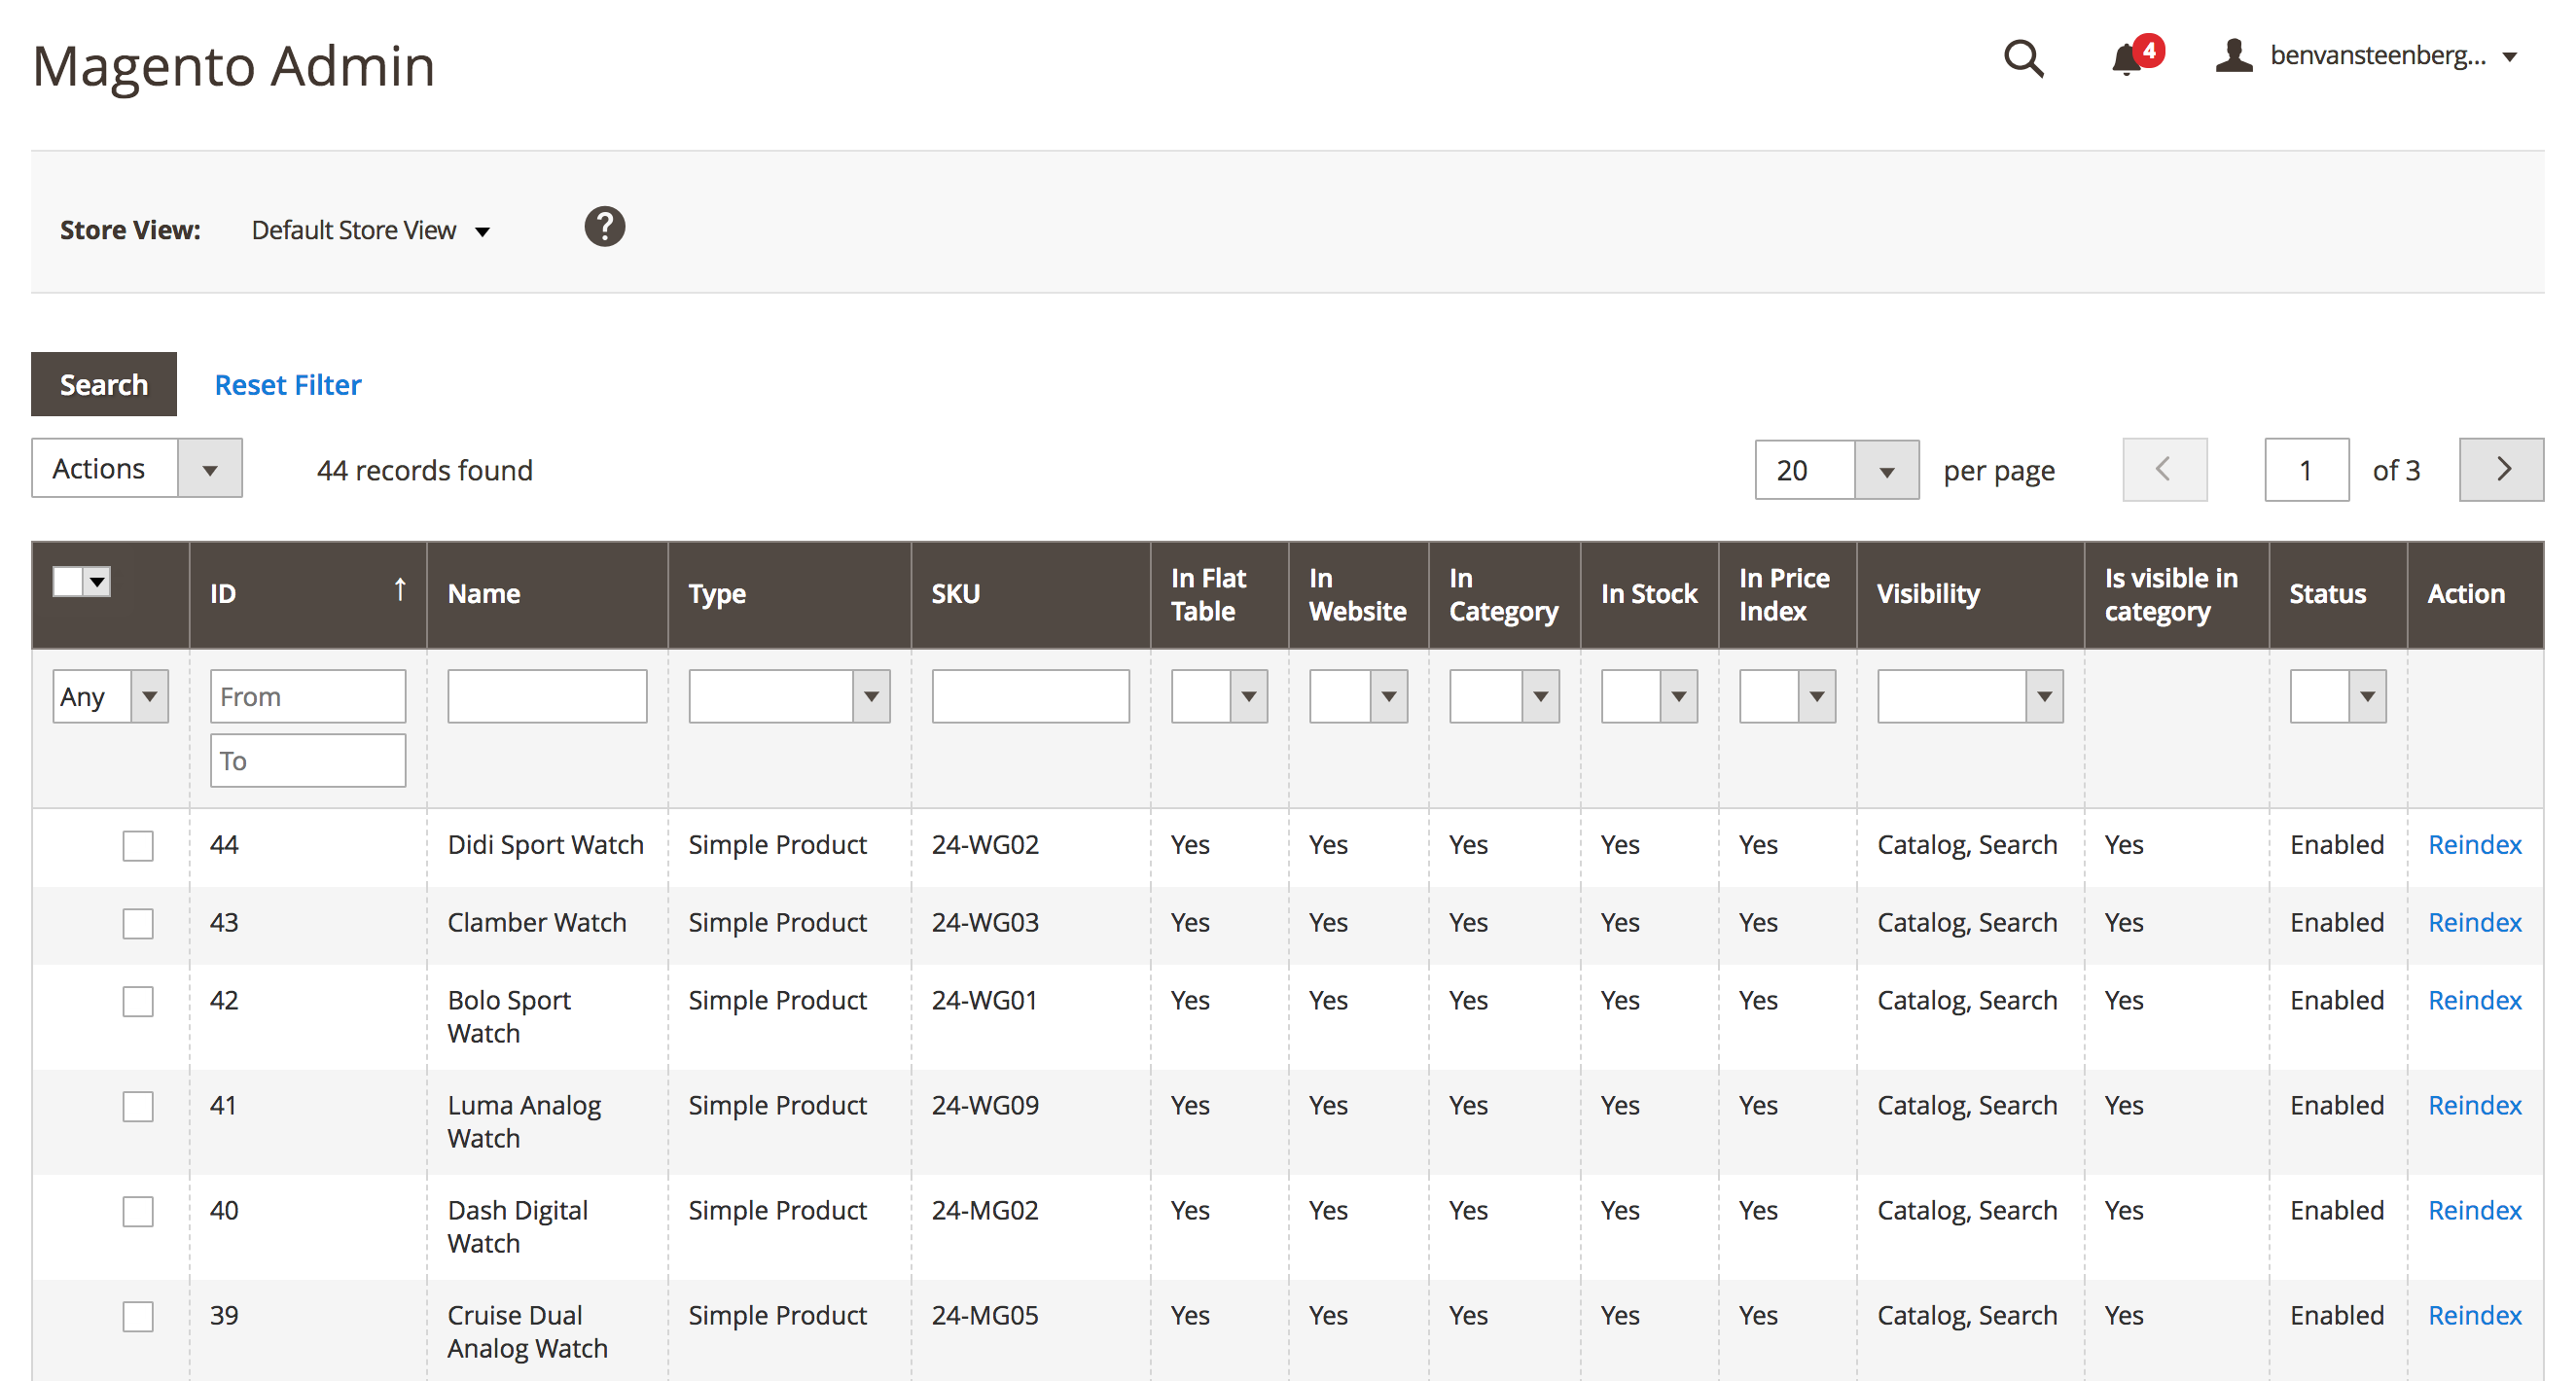 Magento Admin
4
benvansteenberg...
Store View: Default Store View ?
Search Reset Filter
Actions 44 records found 20 per page 1 of 3
ID ↑ Name Type SKU In Flat Table In Website In Category In Stock In Price Index Visibility Is visible in category Status Action
Any From
To
44 Didi Sport Watch Simple Product 24-WG02 Yes Yes Yes Yes Yes Catalog, Search Yes Enabled Reindex
43 Clamber Watch Simple Product 24-WG03 Yes Yes Yes Yes Yes Catalog, Search Yes Enabled Reindex
42 Bolo Sport Watch Simple Product 24-WG01 Yes Yes Yes Yes Yes Catalog, Search Yes Enabled Reindex
41 Luma Analog Watch Simple Product 24-WG09 Yes Yes Yes Yes Yes Catalog, Search Yes Enabled Reindex
40 Dash Digital Watch Simple Product 24-MG02 Yes Yes Yes Yes Yes Catalog, Search Yes Enabled Reindex
39 Cruise Dual Analog Watch Simple Product 24-MG05 Yes Yes Yes Yes Yes Catalog, Search Yes Enabled Reindex